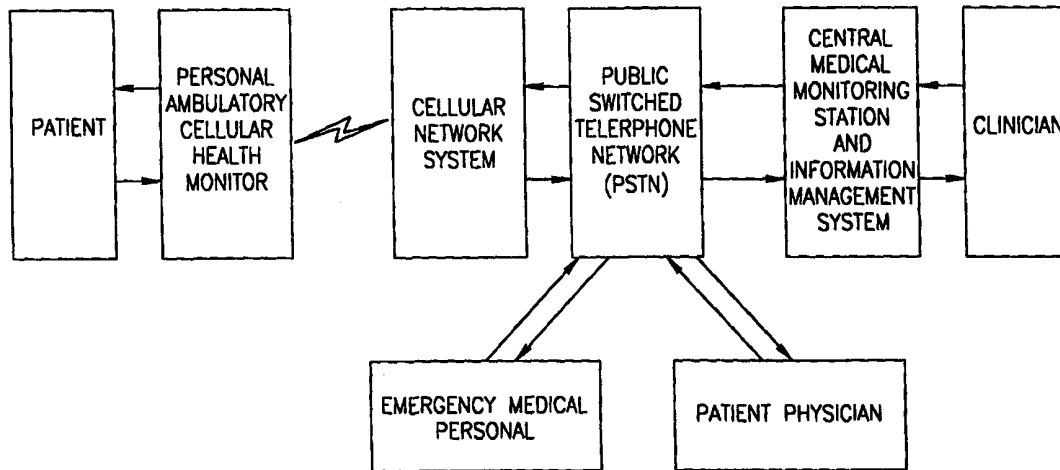 PATIENT
PERSONAL
AMBULATORY
CELLULAR
HEALTH
MONITOR
CELLULAR
NETWORK
SYSTEM
PUBLIC
SWITCHED
TELERPHONE
NETWORK
(PSTN)
CENTRAL
MEDICAL
MONITORING
STATION
AND
INFORMATION
MANAGEMENT
SYSTEM
CLINICIAN
EMERGENCY MEDICAL
PERSONAL
PATIENT PHYSICIAN